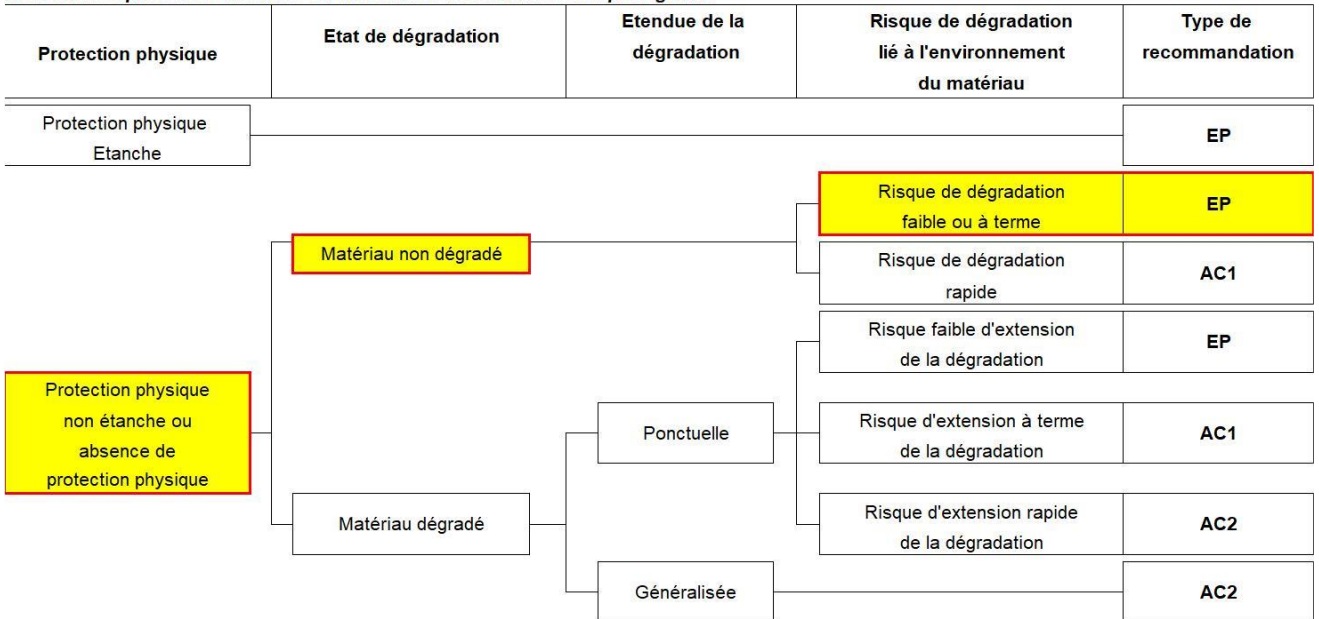 Protection physique
Etat de dégradation
Etendue de la
dégradation
Risque de dégradation
lié à l'environnement
du matériau
Type de
recommandation
Protection physique
Etanche
EP
Risque de dégradation
faible ou à terme
EP
Matériau non dégradé
Risque de dégradation
rapide
AC1
Risque faible d'extension
de la dégradation
EP
Protection physique
non étanche ou
absence de
protection physique
Ponctuelle
Risque d'extension à terme
de la dégradation
AC1
Matériau dégradé
Risque d'extension rapide
de la dégradation
AC2
Généralisée
AC2